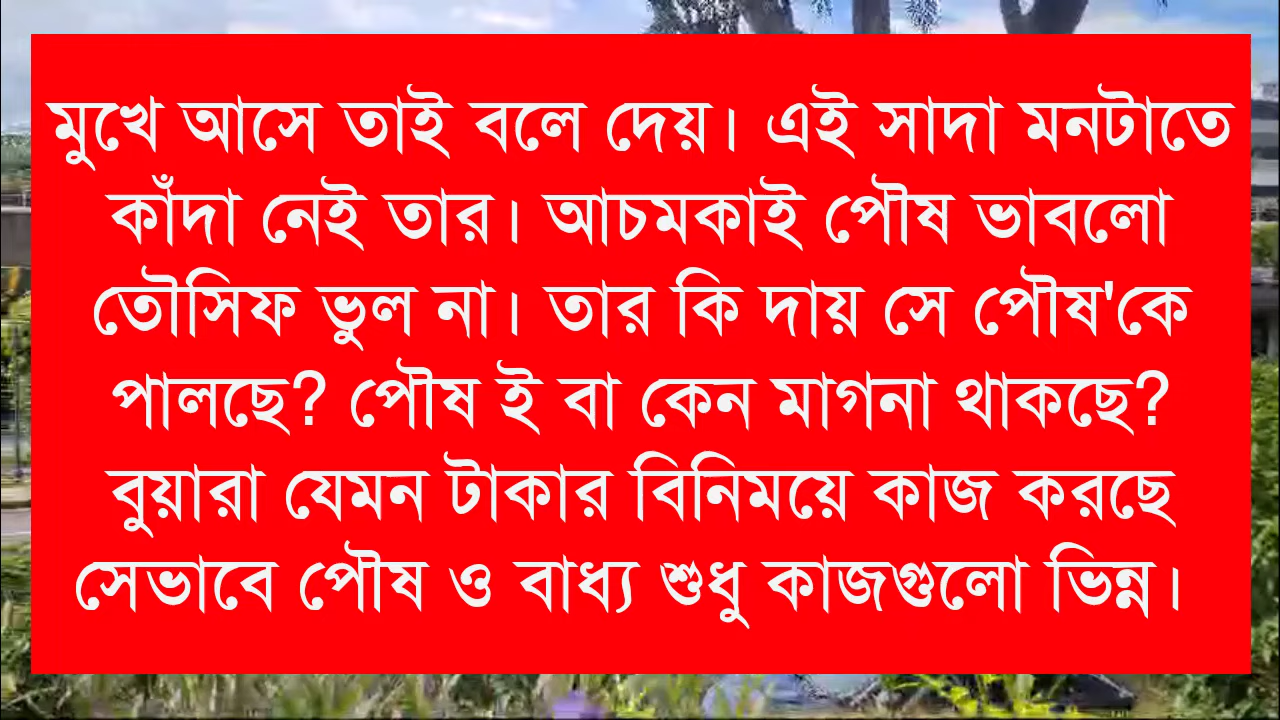 মুখে আসে তাই বলে দেয়। এই সাদা মনটাতে
কাঁদা নেই তার। আচমকাই পৌষ ভাবলো
তৌসিফ ভুল না। তার কি দায় সে পৌষ'কে
পালছে? পৌষ ই বা কেন মাগনা থাকছে?
বুয়ারা যেমন টাকার বিনিময়ে কাজ করছে
সেভাবে পৌষ ও বাধ্য শুধু কাজগুলো ভিন্ন।